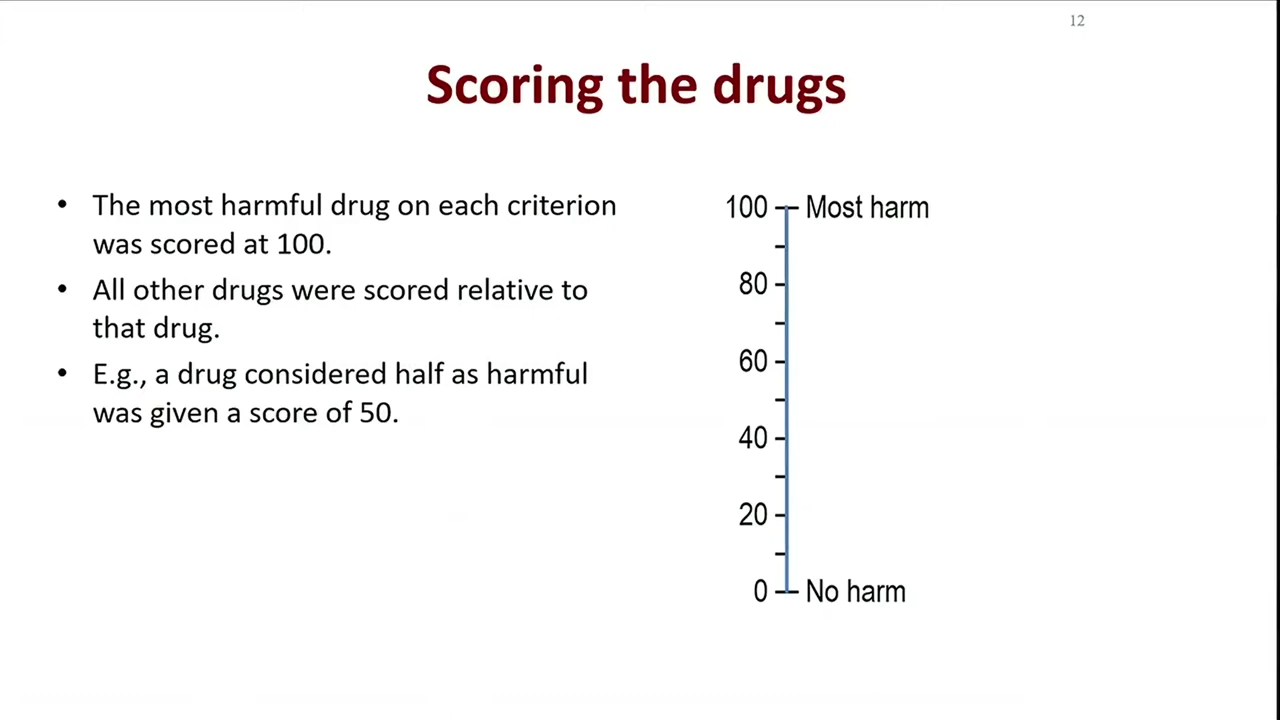 12
Scoring the drugs
• The most harmful drug on each criterion
was scored at 100.
• All other drugs were scored relative to
that drug.
• E.g., a drug considered half as harmful
was given a score of 50.
100 Most harm
80
60
40
20
0 No harm